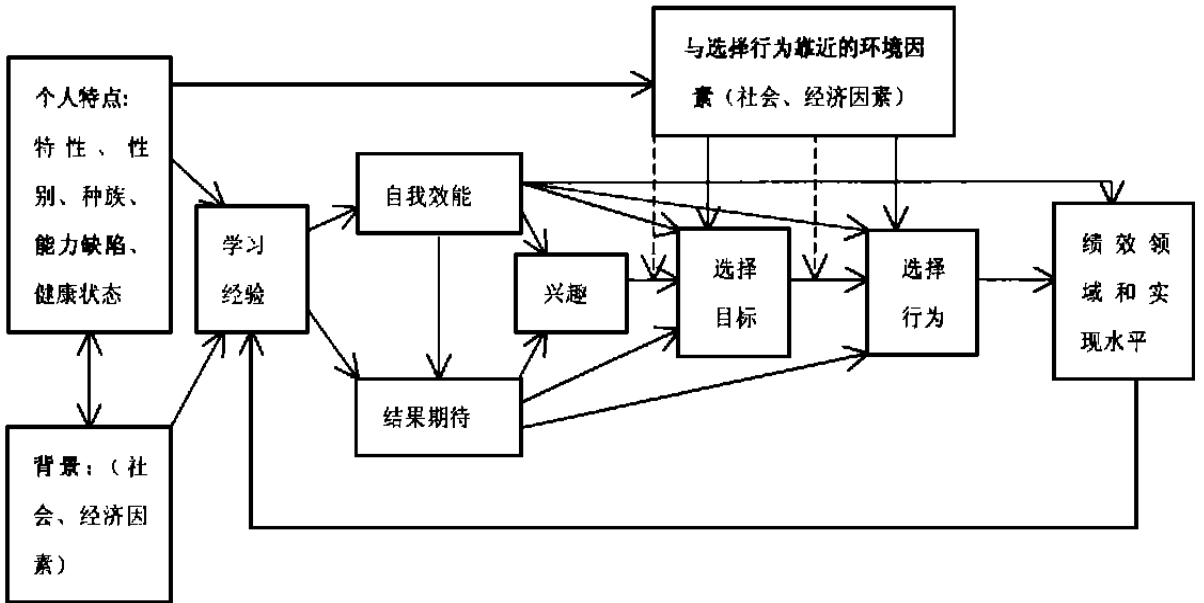 个人特点:
特性、性
别、种族、
能力缺陷、
健康状态
背景:（社
会、经济因
素）
学习
经验
自我效能
结果期待
兴趣
与选择行为靠近的环境因
素（社会、经济因素）
选择
目标
选择
行为
绩效领
域和实
现水平